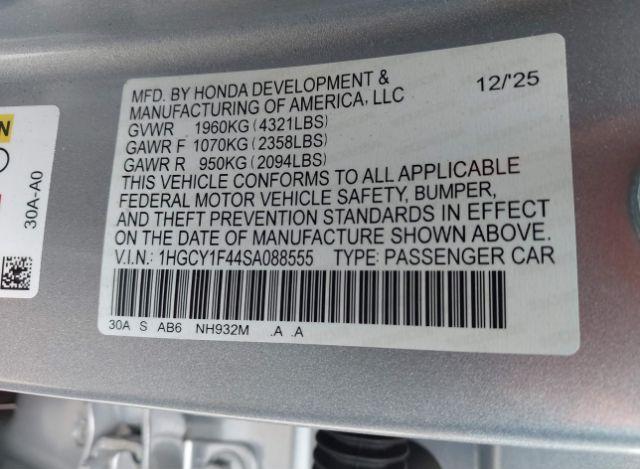 MFD. BY HONDA DEVELOPMENT & 12/'25
MANUFACTURING OF AMERICA, LLC
GVWR 1960KG (4321LBS)
GAWR F 1070KG (2358LBS)
GAWR R 950KG (2094LBS)
THIS VEHICLE CONFORMS TO ALL APPLICABLE
FEDERAL MOTOR VEHICLE SAFETY, BUMPER,
AND THEFT PREVENTION STANDARDS IN EFFECT
ON THE DATE OF MANUFACTURE SHOWN ABOVE.
V.I.N.: 1HGCY1F44SA088555 TYPE: PASSENGER CAR
30A S AB6 NH932M .A .A
30A-A0